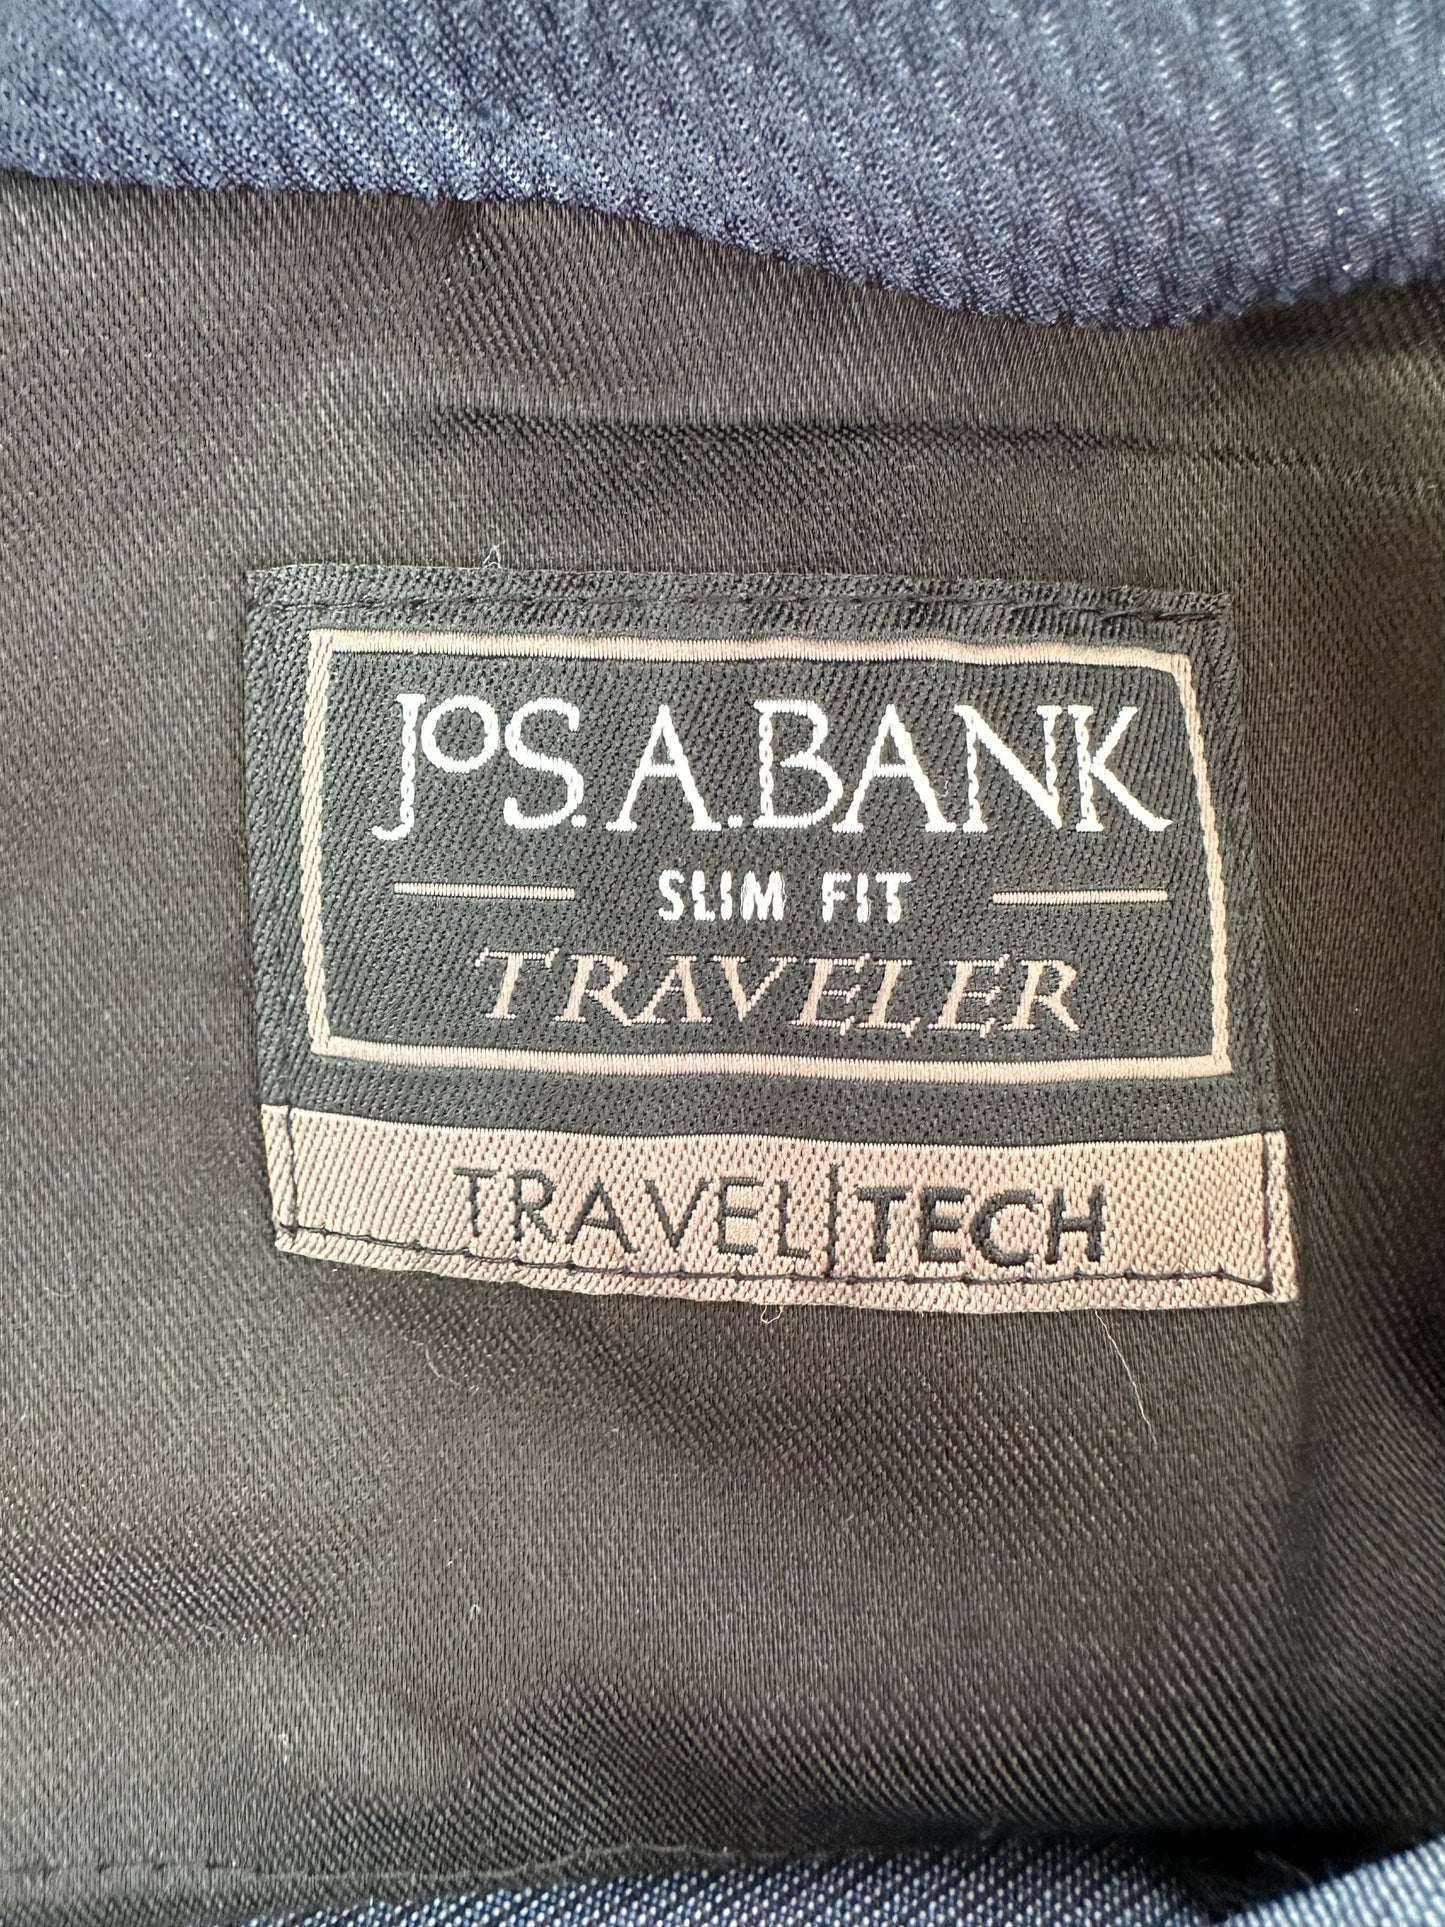 JOS. A. BANK
SLIM FIT
TRAVELER
TRAVEL|TECH